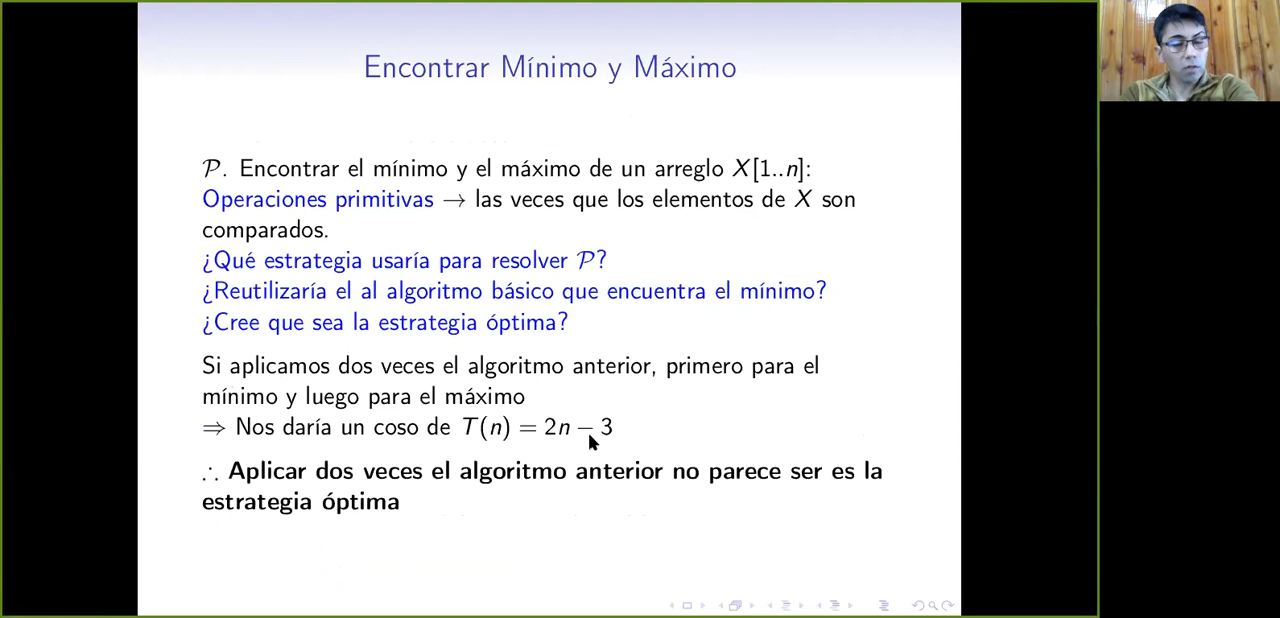 Encontrar Mínimo y Máximo
𝒫. Encontrar el mínimo y el máximo de un arreglo X[1..n]:
Operaciones primitivas → las veces que los elementos de X son
comparados.
¿Qué estrategia usaría para resolver 𝒫?
¿Reutilizaría el al algoritmo básico que encuentra el mínimo?
¿Cree que sea la estrategia óptima?
Si aplicamos dos veces el algoritmo anterior, primero para el
mínimo y luego para el máximo
⇒ Nos daría un coso de T(n) = 2n − 3
∴ Aplicar dos veces el algoritmo anterior no parece ser es la
estrategia óptima